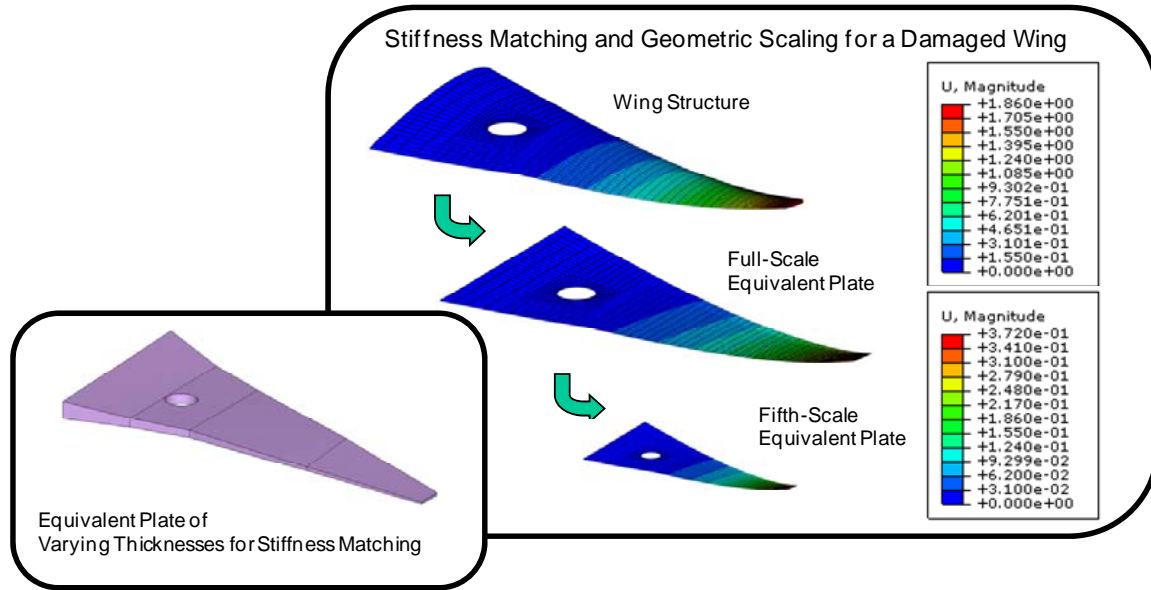 Stiffness Matching and Geometric Scaling for a Damaged Wing
Wing Structure
U, Magnitude
+1.860e+00
+1.705e+00
+1.550e+00
+1.395e+00
+1.240e+00
+1.085e+00
+9.302e-01
+7.751e-01
+6.201e-01
+4.651e-01
+3.101e-01
+1.550e-01
+0.000e+00
Full-Scale
Equivalent Plate
U, Magnitude
+3.720e-01
+3.410e-01
+3.100e-01
+2.790e-01
+2.480e-01
+2.170e-01
+1.860e-01
+1.550e-01
+1.240e-01
+9.299e-02
+6.200e-02
+3.100e-02
+0.000e+00
Fifth-Scale
Equivalent Plate
Equivalent Plate of
Varying Thicknesses for Stiffness Matching